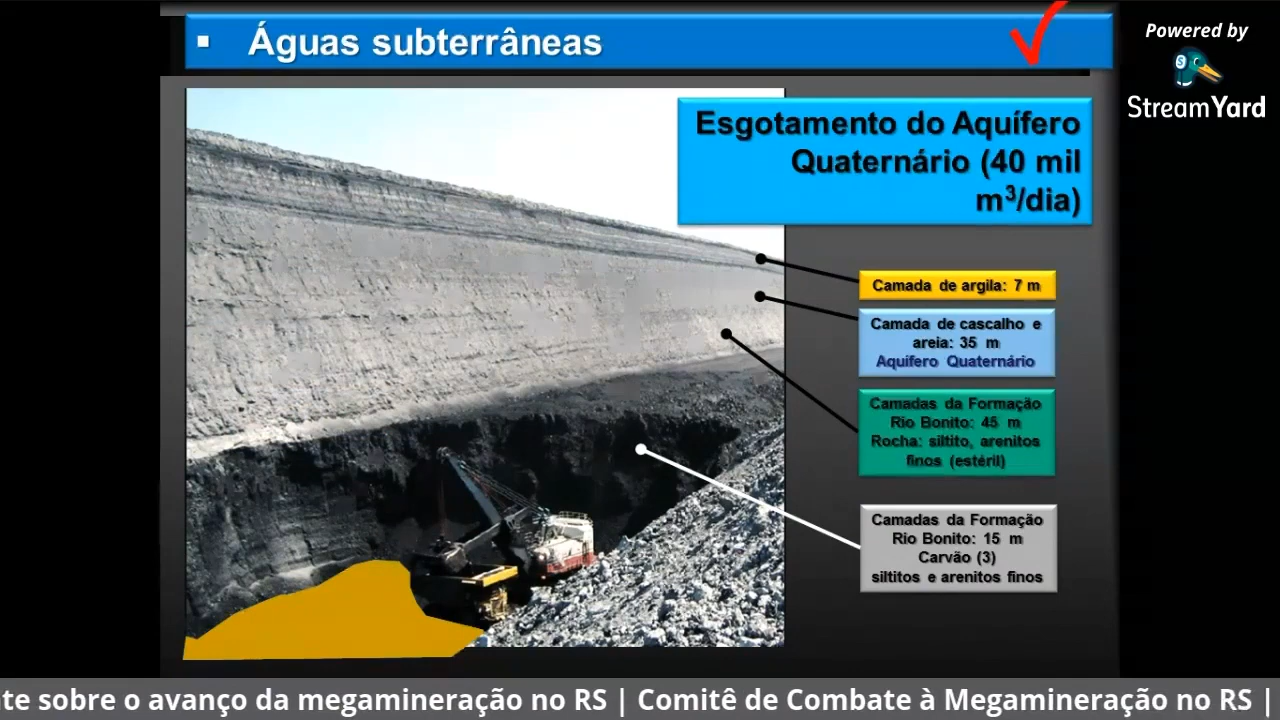 ▪ Águas subterrâneas
Powered by
StreamYard
Esgotamento do Aquífero
Quaternário (40 mil
m³/dia)
Camada de argila: 7 m
Camada de cascalho e
areia: 35 m
Aquífero Quaternário
Camadas da Formação
Rio Bonito: 45 m
Rocha: siltito, arenitos
finos (estéril)
Camadas da Formação
Rio Bonito: 15 m
Carvão (3)
siltitos e arenitos finos
te sobre o avanço da megamineração no RS | Comitê de Combate à Megamineração no RS |